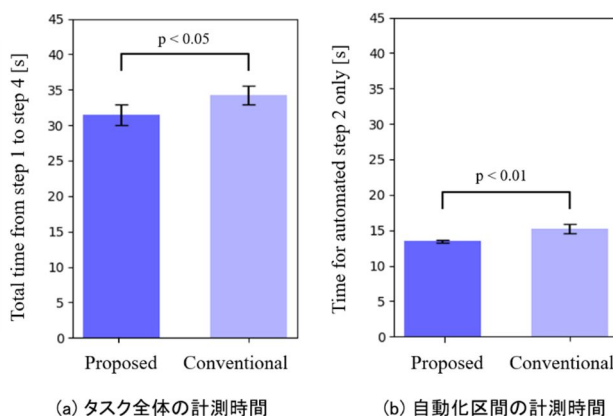 Total time from step 1 to step 4 [s]
45
40
35
30
25
20
15
10
5
0
p < 0.05
Proposed
Conventional
(a) タスク全体の計測時間
Time for automated step 2 only [s]
45
40
35
30
25
20
15
10
5
0
p < 0.01
Proposed
Conventional
(b) 自動化区間の計測時間